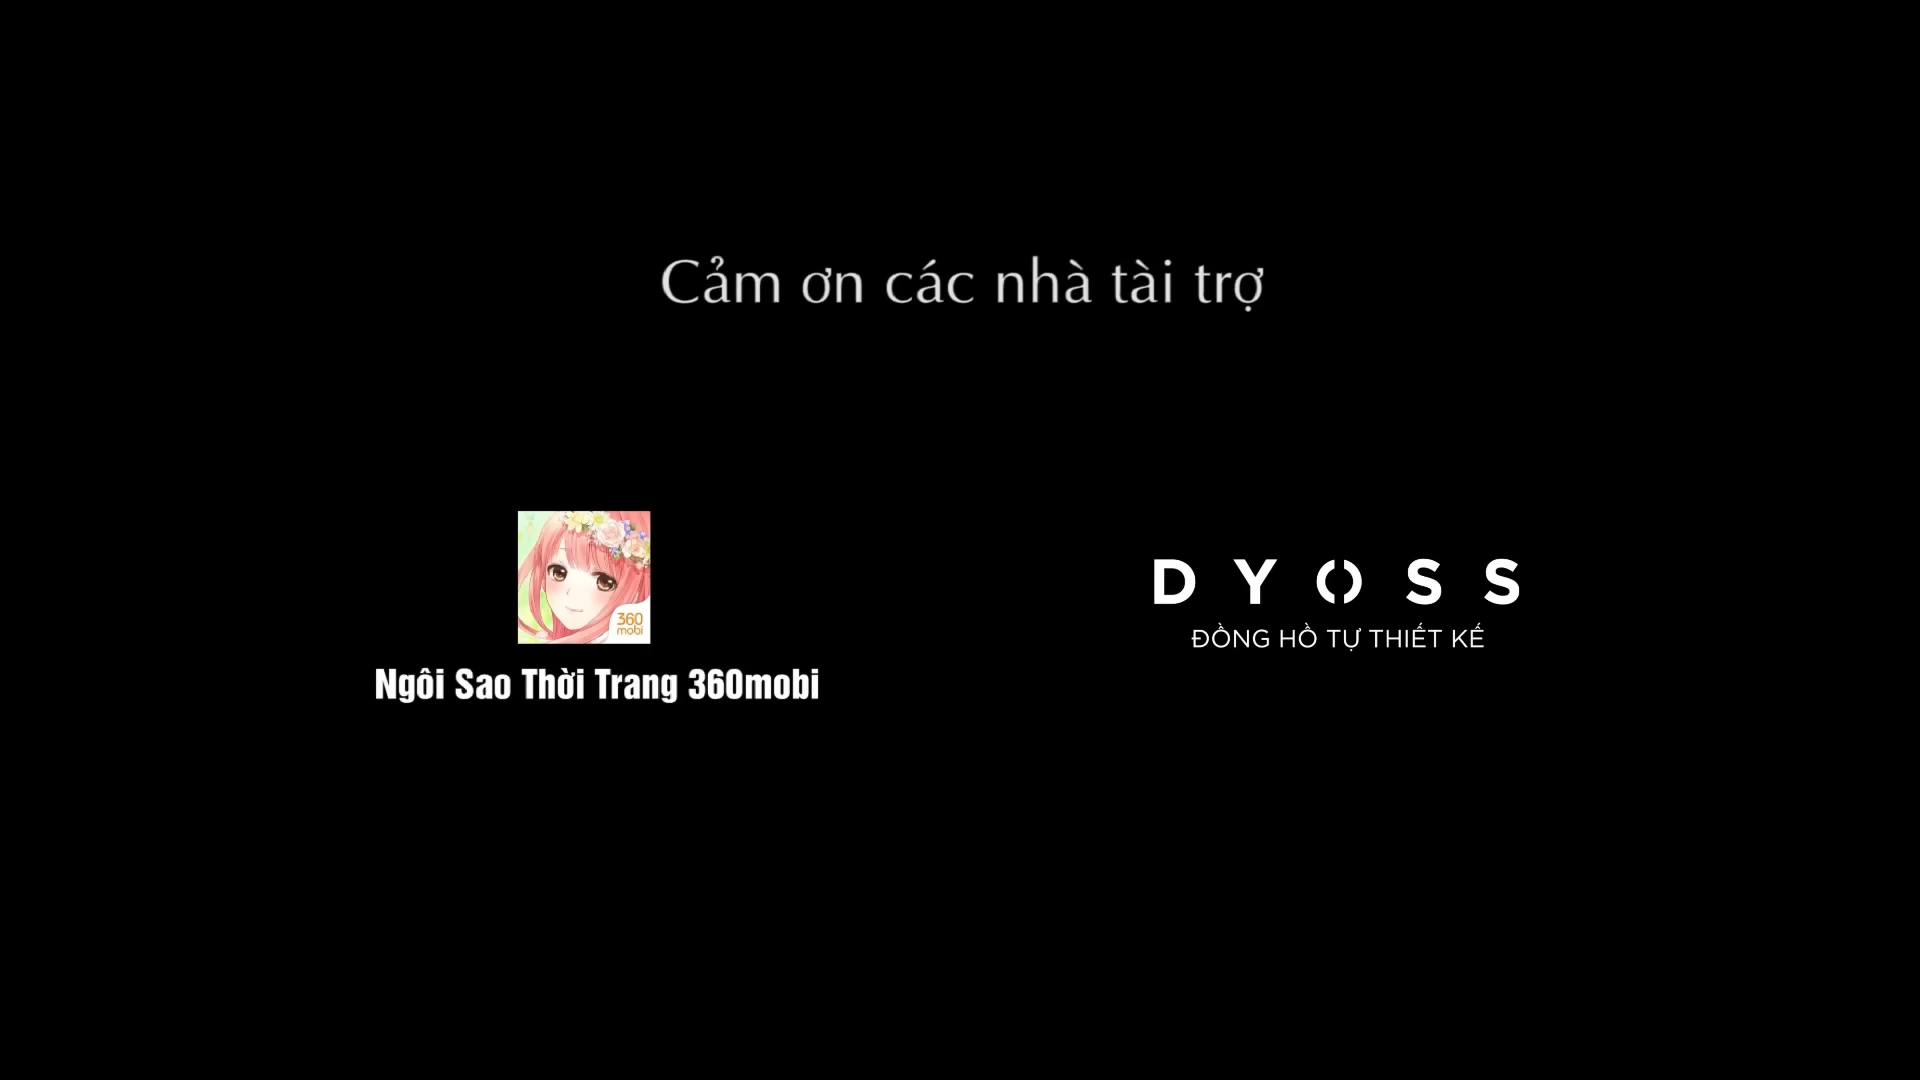 Cảm ơn các nhà tài trợ
360
mobi
Ngôi Sao Thời Trang 360mobi
DYOSS
ĐỒNG HỒ TỰ THIẾT KẾ